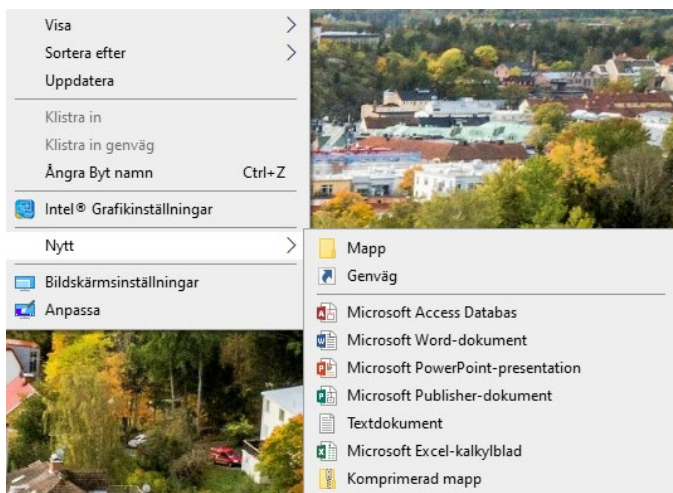 Visa
Sortera efter
Uppdatera
Klistra in
Klistra in genväg
Ångra Byt namn Ctrl+Z
Intel® Grafikinställningar
Nytt
Bildskärmsinställningar
Anpassa
Mapp
Genväg
Microsoft Access Databas
Microsoft Word-dokument
Microsoft PowerPoint-presentation
Microsoft Publisher-dokument
Textdokument
Microsoft Excel-kalkylblad
Komprimerad mapp